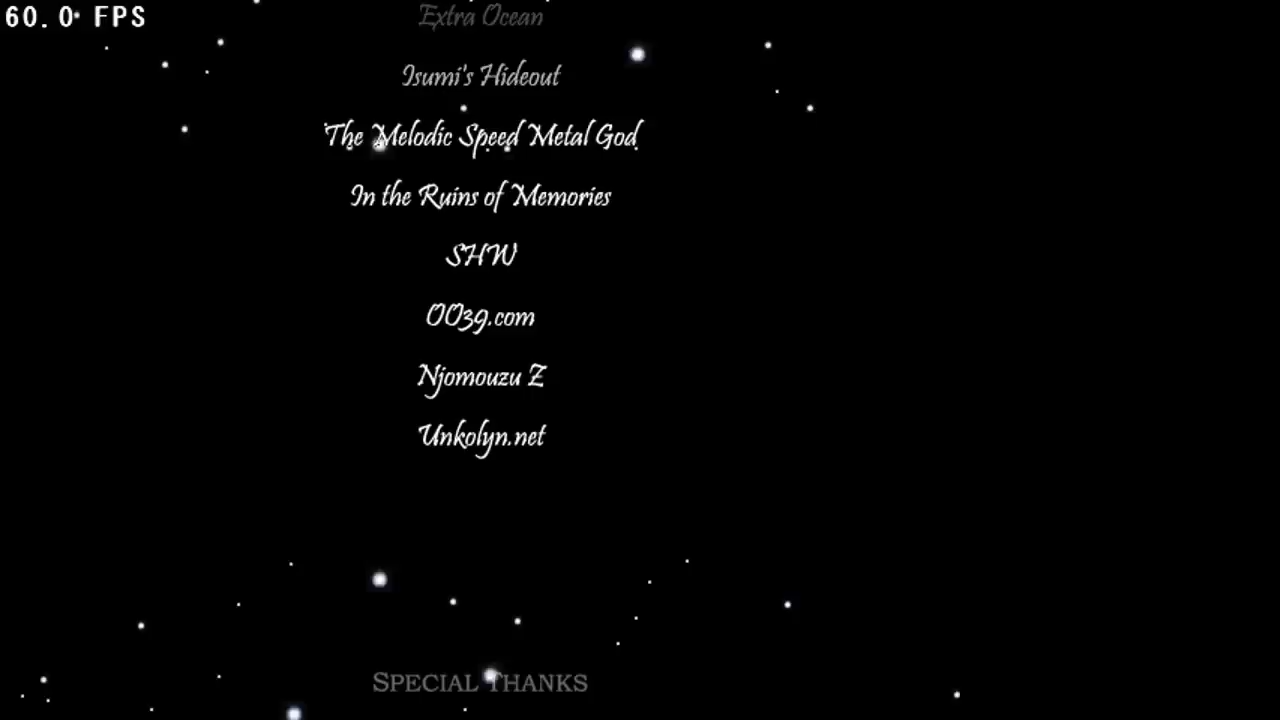 60.0 FPS
Extra Ocean
Isumi's Hideout
The Melodic Speed Metal God
In the Ruins of Memories
SHW
OO39.com
Njomouzu Z
Unkolyn.net
SPECIAL THANKS